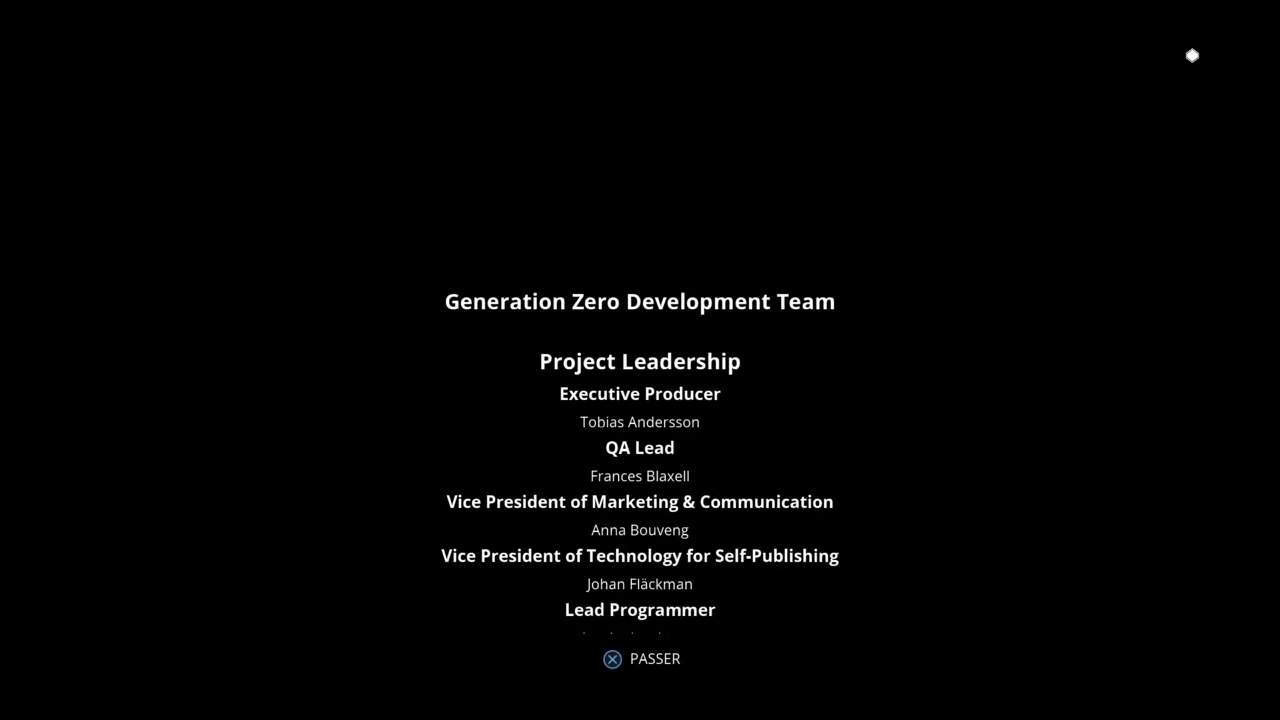 Generation Zero Development Team
Project Leadership
Executive Producer
Tobias Andersson
QA Lead
Frances Blaxell
Vice President of Marketing & Communication
Anna Bouveng
Vice President of Technology for Self-Publishing
Johan Fläckman
Lead Programmer
PASSER